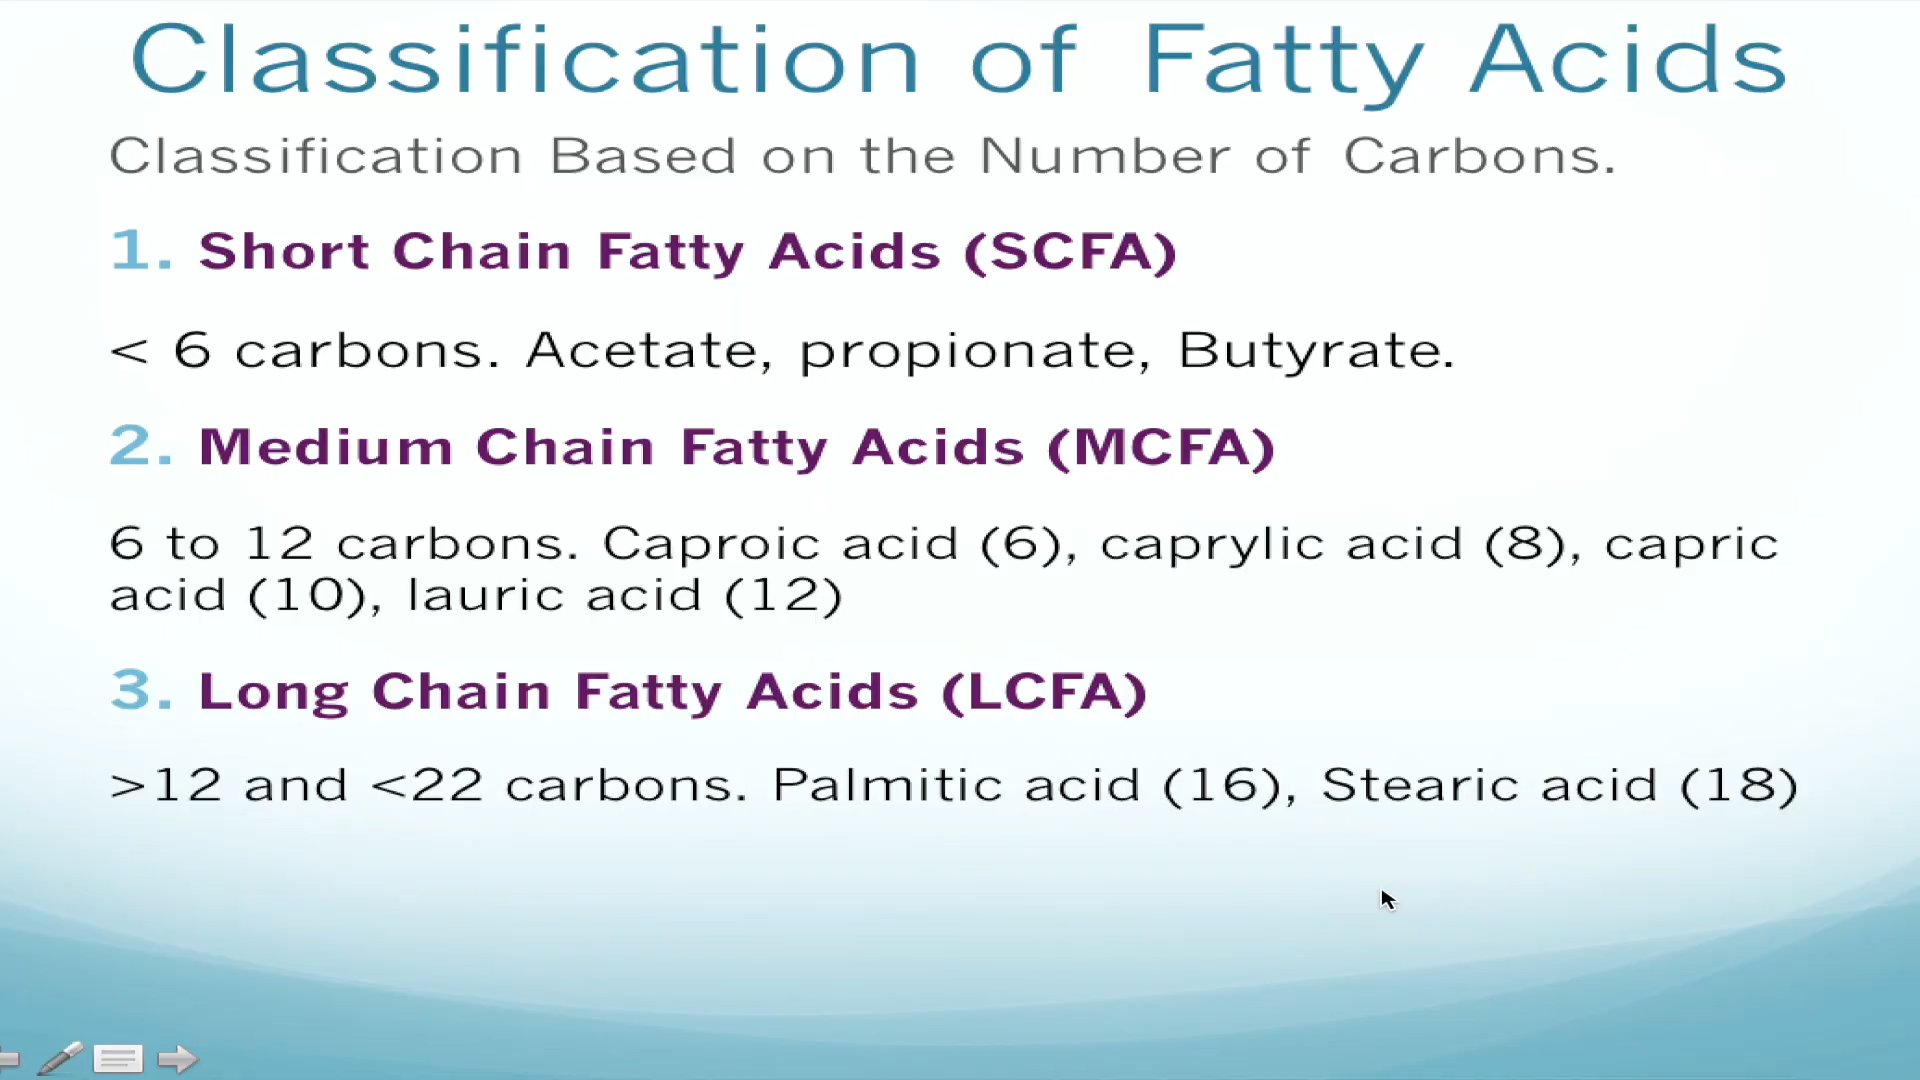 Classification of Fatty Acids
Classification Based on the Number of Carbons.
1. Short Chain Fatty Acids (SCFA)
< 6 carbons. Acetate, propionate, Butyrate.
2. Medium Chain Fatty Acids (MCFA)
6 to 12 carbons. Caproic acid (6), caprylic acid (8), capric
acid (10), lauric acid (12)
3. Long Chain Fatty Acids (LCFA)
>12 and <22 carbons. Palmitic acid (16), Stearic acid (18)